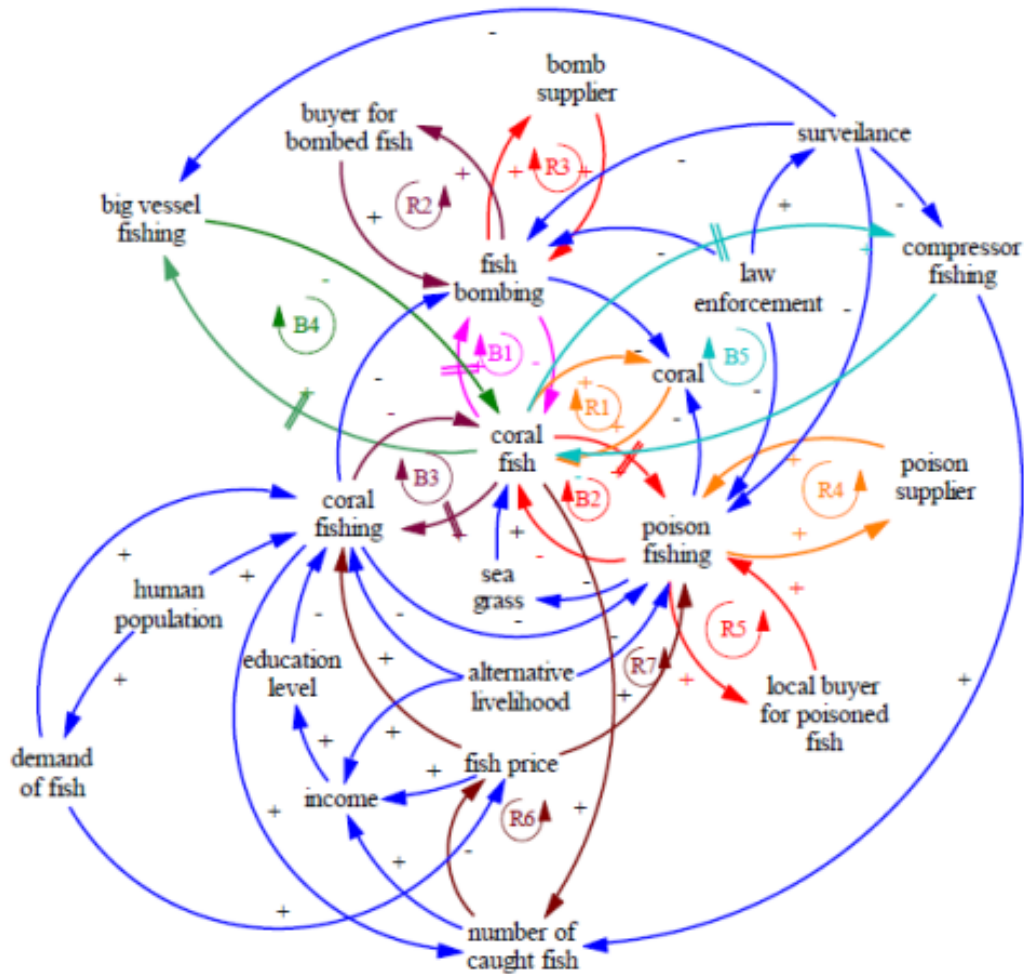 bomb
supplier
buyer for
bombed fish
surveilance
R3
R2
big vessel
fishing
compressor
fishing
fish
bombing
law
enforcement
B4
B1
B5
coral
R1
coral
fish
B3
B2
R4
poison
supplier
coral
fishing
poison
fishing
sea
grass
human
population
R5
education
level
alternative
livelihood
R7
local buyer
for poisoned
fish
demand
of fish
fish price
income
R6
number of
caught fish